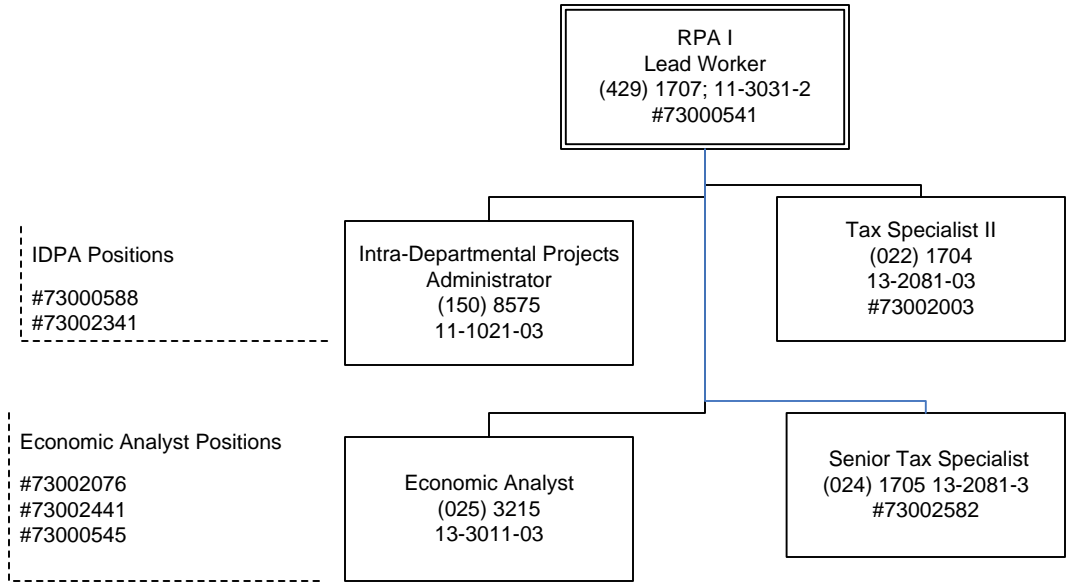 RPA I
Lead Worker
(429) 1707; 11-3031-2
#73000541
IDPA Positions
#73000588
#73002341
Intra-Departmental Projects
Administrator
(150) 8575
11-1021-03
Tax Specialist II
(022) 1704
13-2081-03
#73002003
Economic Analyst Positions
#73002076
#73002441
#73000545
Economic Analyst
(025) 3215
13-3011-03
Senior Tax Specialist
(024) 1705 13-2081-3
#73002582